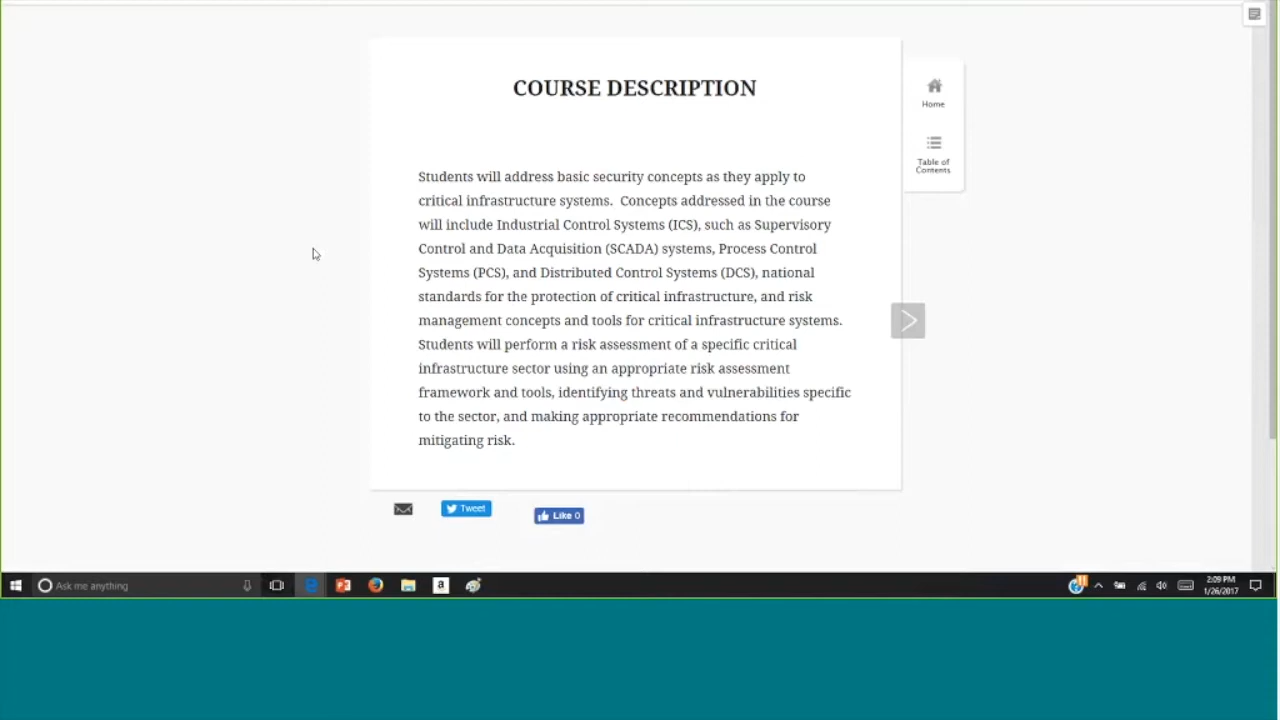 COURSE DESCRIPTION
Home
Table of
Contents
Students will address basic security concepts as they apply to
critical infrastructure systems.  Concepts addressed in the course
will include Industrial Control Systems (ICS), such as Supervisory
Control and Data Acquisition (SCADA) systems, Process Control
Systems (PCS), and Distributed Control Systems (DCS), national
standards for the protection of critical infrastructure, and risk
management concepts and tools for critical infrastructure systems.
Students will perform a risk assessment of a specific critical
infrastructure sector using an appropriate risk assessment
framework and tools, identifying threats and vulnerabilities specific
to the sector, and making appropriate recommendations for
mitigating risk.
Tweet
Like 0
Ask me anything
a
2:09 PM
1/26/2017